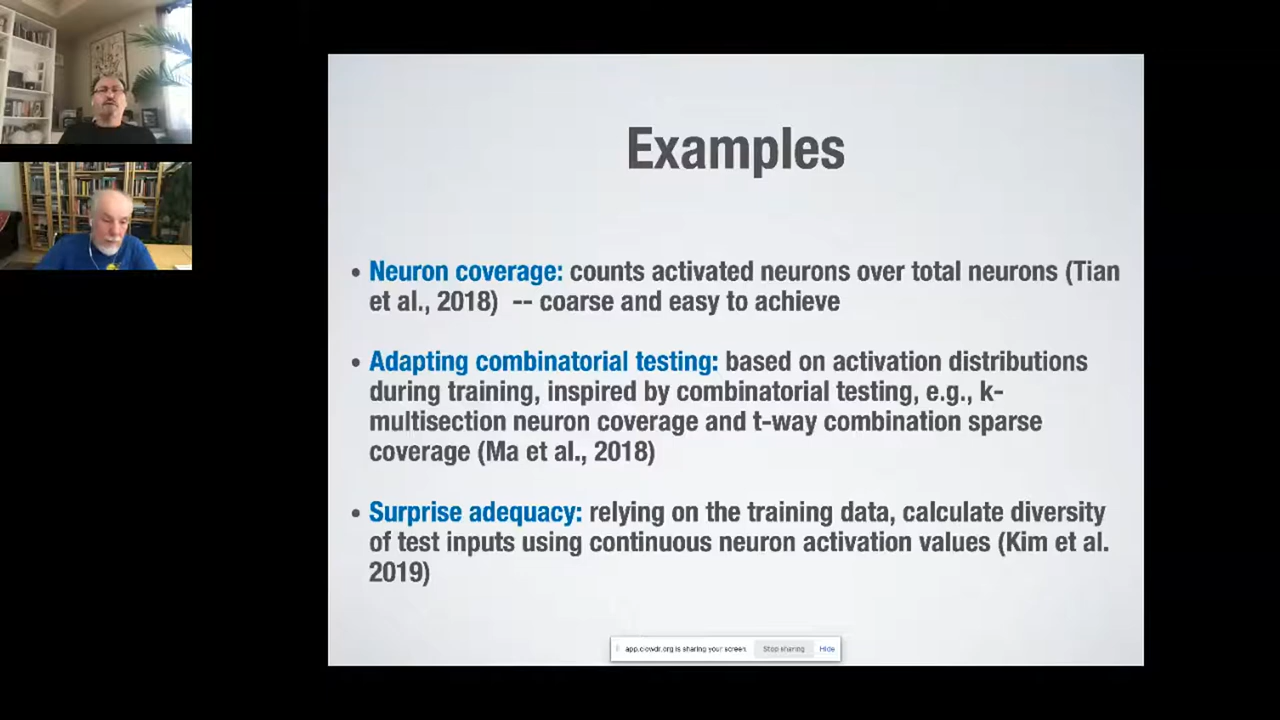 Examples
• Neuron coverage: counts activated neurons over total neurons (Tian
et al., 2018) -- coarse and easy to achieve
• Adapting combinatorial testing: based on activation distributions
during training, inspired by combinatorial testing, e.g., k-
multisection neuron coverage and t-way combination sparse
coverage (Ma et al., 2018)
• Surprise adequacy: relying on the training data, calculate diversity
of test inputs using continuous neuron activation values (Kim et al.
2019)
app.clowdr.org is sharing your screen. Stop sharing Hide